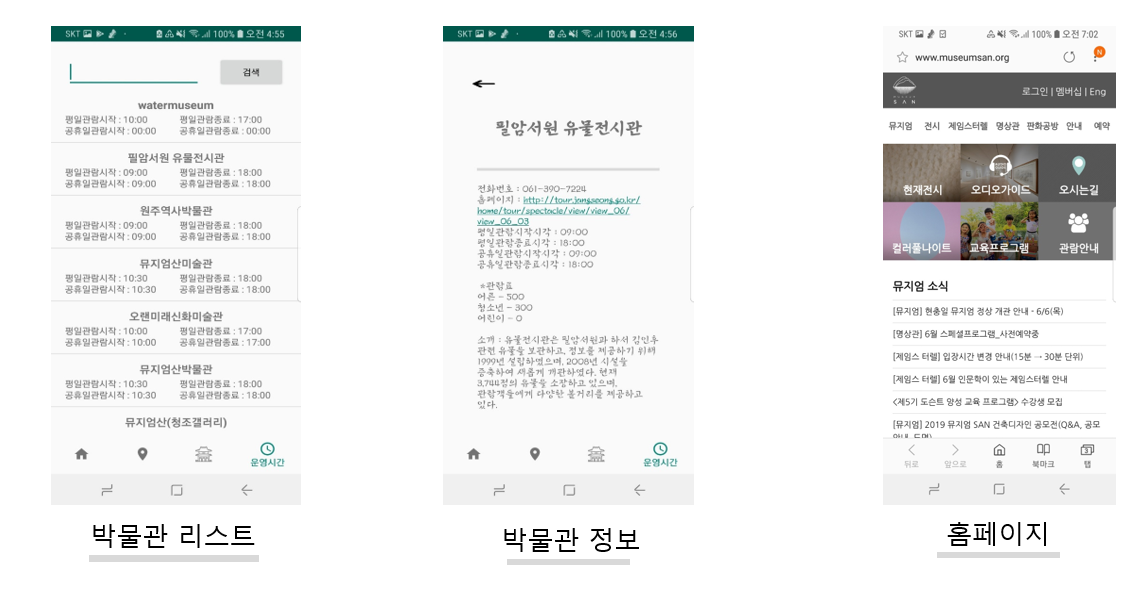 SKT 100% 오전 4:55
검색
watermuseum
평일관람시작 : 10:00 평일관람종료 : 17:00
공휴일관람시작 : 00:00 공휴일관람종료 : 00:00
필암서원 유물전시관
평일관람시작 : 09:00 평일관람종료 : 18:00
공휴일관람시작 : 09:00 공휴일관람종료 : 18:00
원주역사박물관
평일관람시작 : 09:00 평일관람종료 : 18:00
공휴일관람시작 : 09:00 공휴일관람종료 : 18:00
뮤지엄산미술관
평일관람시작 : 10:30 평일관람종료 : 18:00
공휴일관람시작 : 10:30 공휴일관람종료 : 18:00
오랜미래신화미술관
평일관람시작 : 10:00 평일관람종료 : 17:00
공휴일관람시작 : 10:00 공휴일관람종료 : 17:00
뮤지엄산박물관
평일관람시작 : 10:30 평일관람종료 : 18:00
공휴일관람시작 : 10:30 공휴일관람종료 : 18:00
뮤지엄산(청조갤러리)
운영시간
박물관 리스트
SKT 100% 오전 4:56
필암서원 유물전시관
전화번호 : 061-390-7224
홈페이지 : http://tour.jangseong.go.kr/
home/tour/spectacle/view/view_06/
view_06_03
평일관람시작시각 : 09:00
평일관람종료시각 : 18:00
공휴일관람시작시각 : 09:00
공휴일관람종료시각 : 18:00
*관람료
어른 - 500
청소년 - 300
어린이 - 0
소개 : 유물전시관은 필암서원과 하서 김인후
관련 유물을 보관하고, 정보를 제공하기 위해
1999년 설립하였으며, 2008년 시설을
증축하여 새롭게 개관하였다. 현재
3,744점의 유물을 소장하고 있으며,
관람객들에게 다양한 볼거리를 제공하고
있다.
운영시간
박물관 정보
SKT 100% 오전 7:02
www.museumsan.org N
MUSEUM
SAN
로그인 | 멤버십 | Eng
뮤지엄 전시 제임스터렐 명상관 판화공방 안내 예약
현재전시 오디오가이드 오시는길
컬러풀나이트 교육프로그램 관람안내
뮤지엄 소식
[뮤지엄] 현충일 뮤지엄 정상 개관 안내 - 6/6(목)
[명상관] 6월 스페셜프로그램_사전예약중
[제임스 터렐] 입장시간 변경 안내(15분 → 30분 단위)
[제임스 터렐] 6월 인문학이 있는 제임스터렐 안내
<제5기 도슨트 양성 교육 프로그램> 수강생 모집
[뮤지엄] 2019 뮤지엄 SAN 건축디자인 공모전(Q&A, 공모
3
뒤로 앞으로 홈 북마크 탭
홈페이지